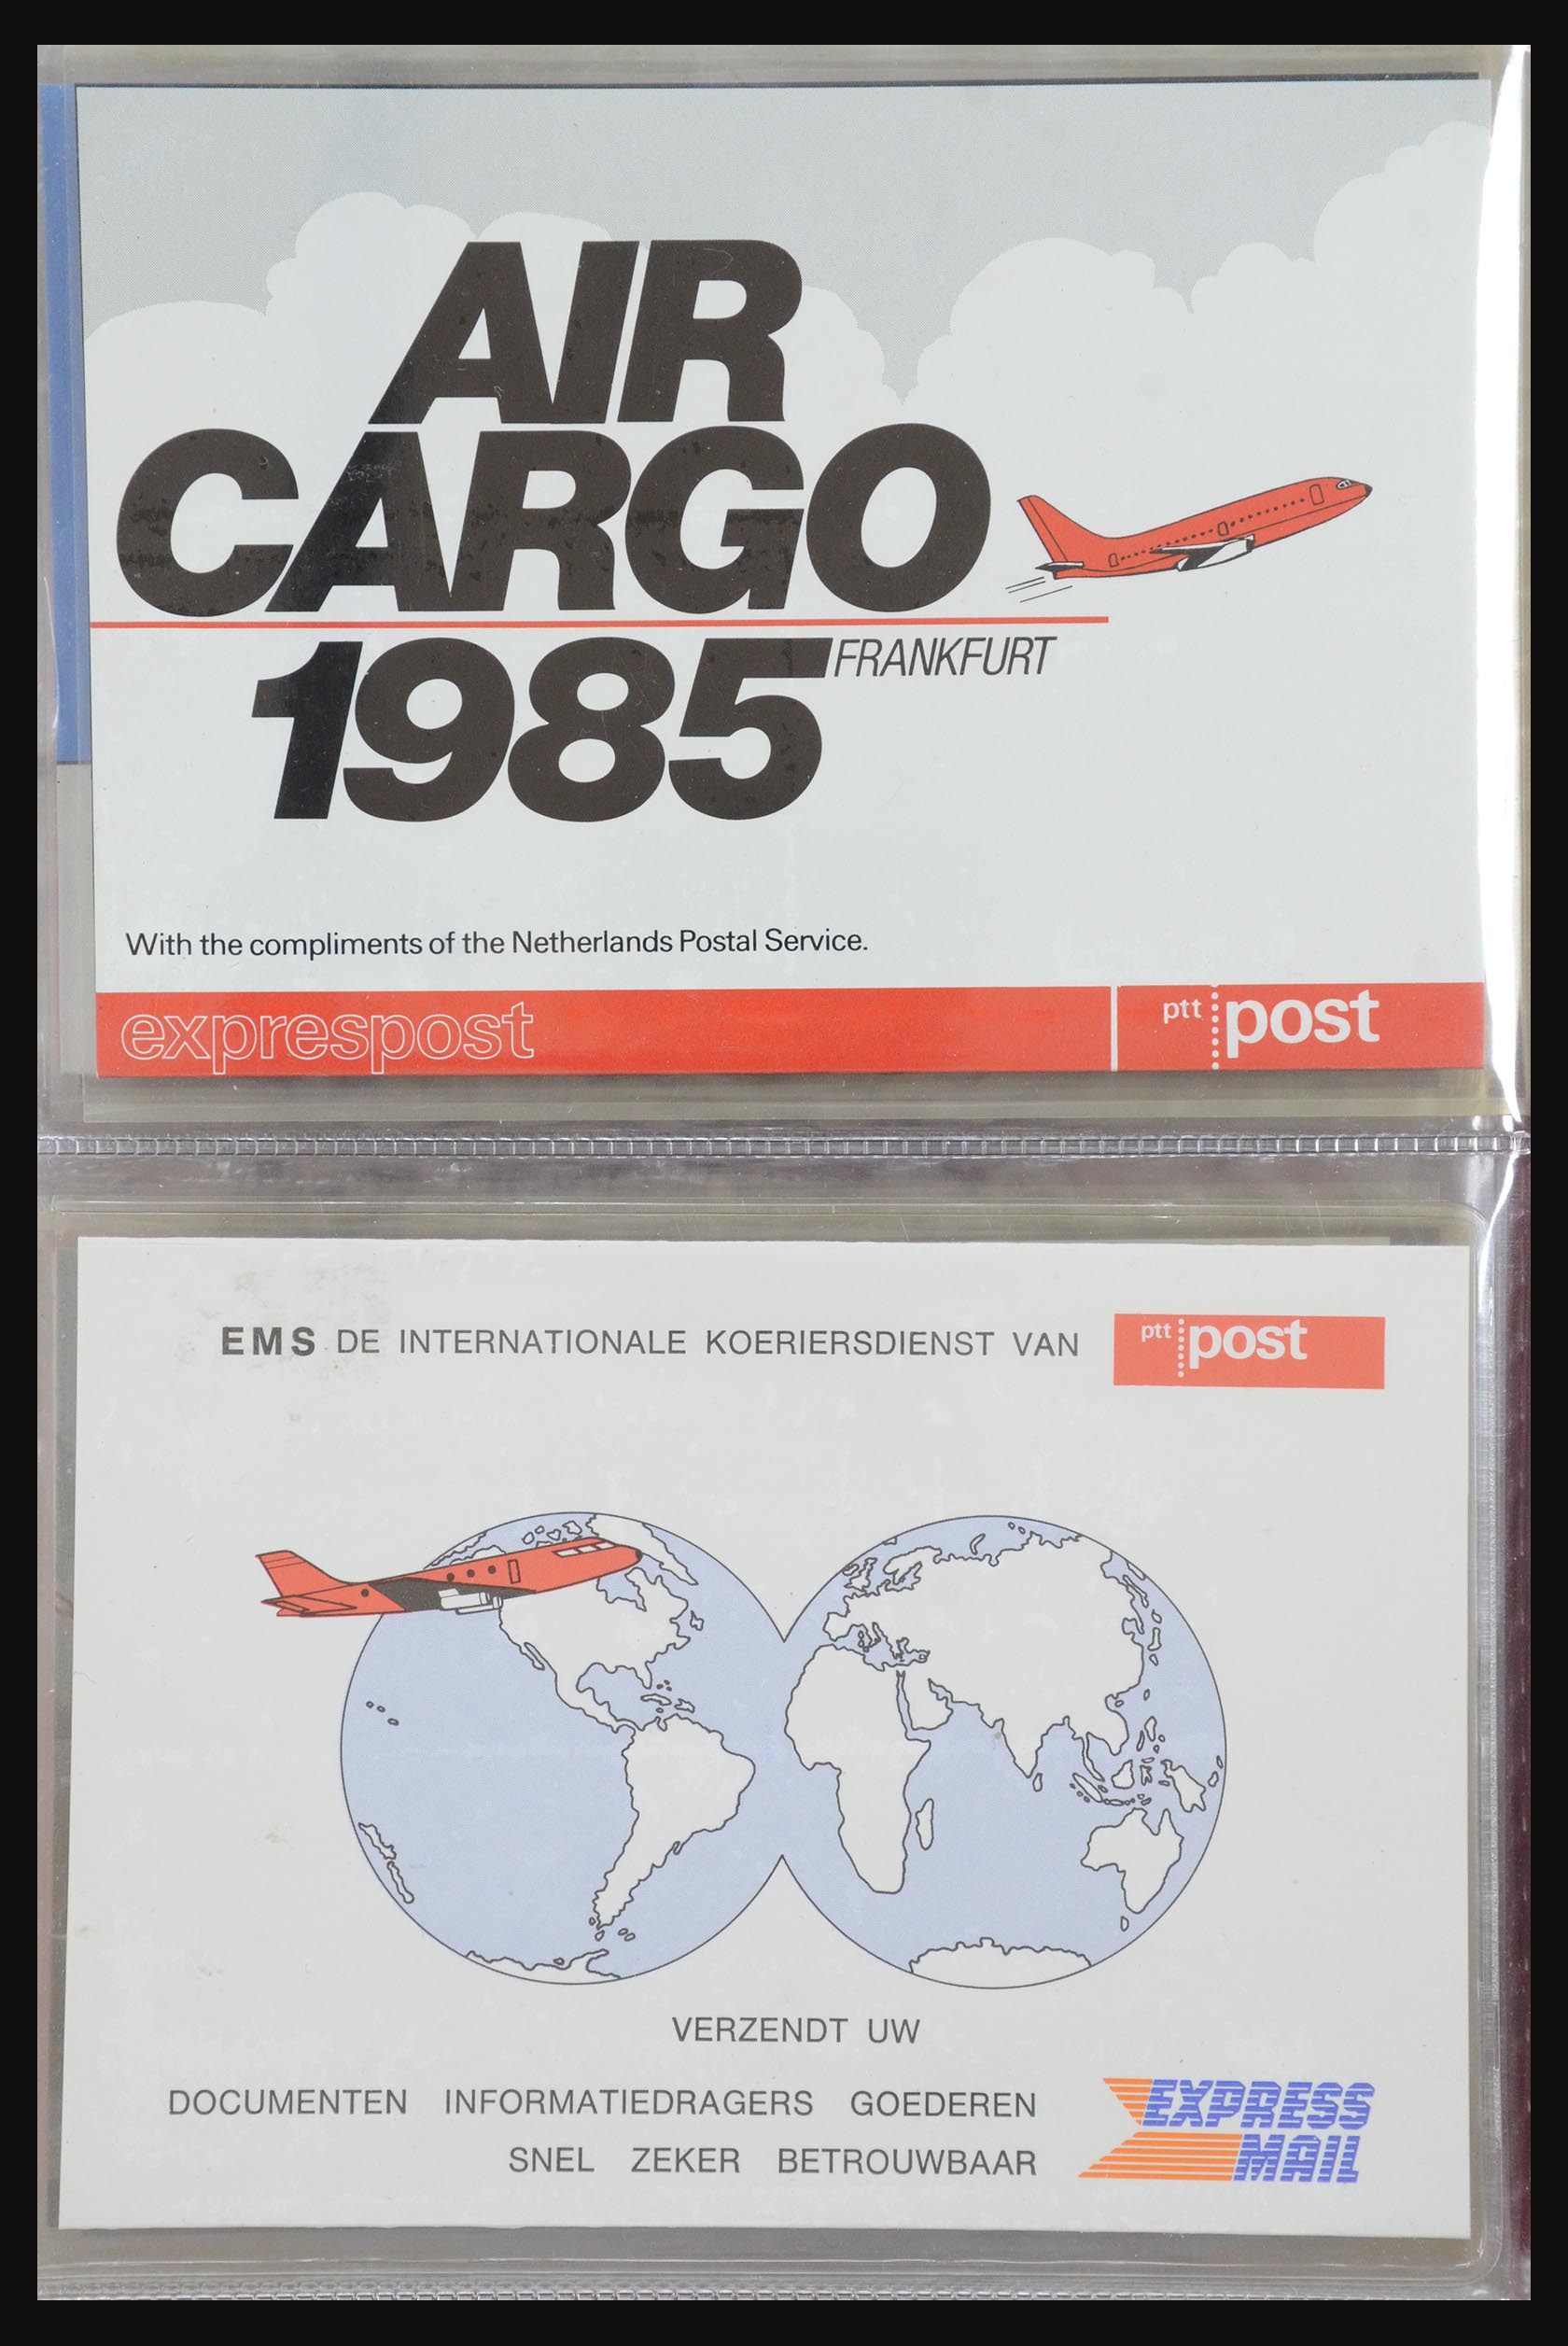 AIR
CARGO
1985 FRANKFURT
With the compliments of the Netherlands Postal Service.
exprespost
ptt post
EMS DE INTERNATIONALE KOERIERSDIENST VAN ptt post
VERZENDT UW
DOCUMENTEN INFORMATIEDRAGERS GOEDEREN
SNEL ZEKER BETROUWBAAR
EXPRESS
MAIL